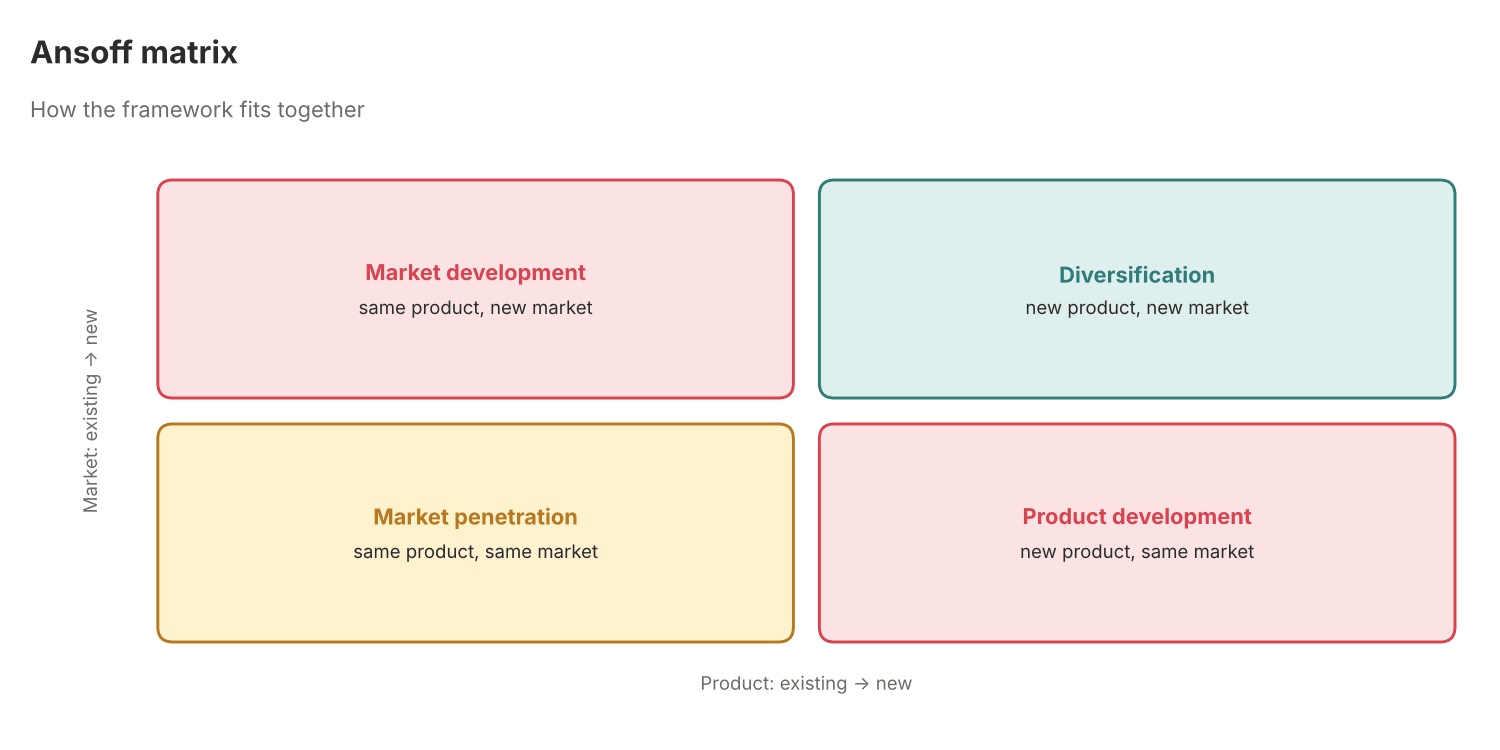 Ansoff matrix
How the framework fits together
Market: existing → new
Market development
same product, new market
Diversification
new product, new market
Market penetration
same product, same market
Product development
new product, same market
Product: existing → new